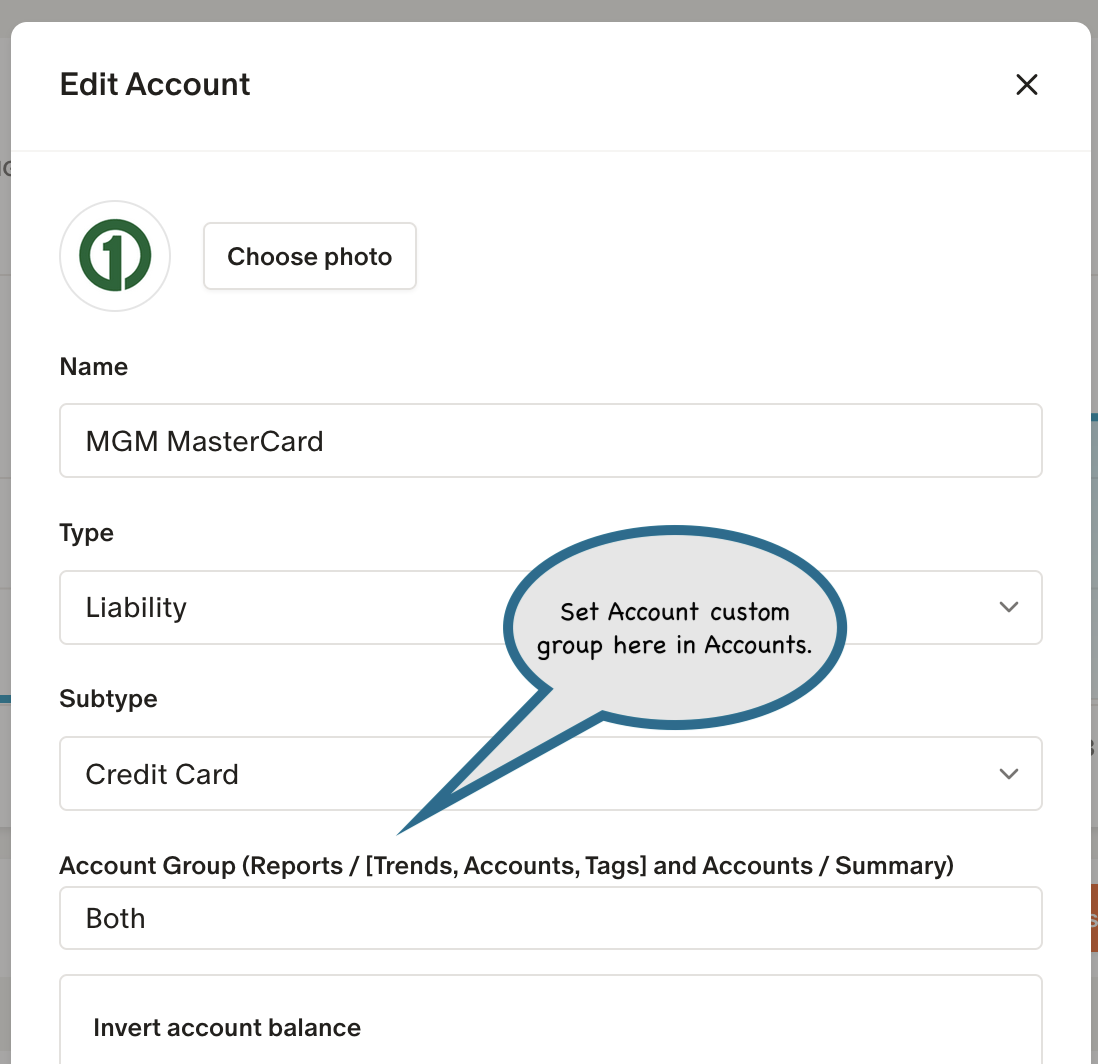 Edit Account
Choose photo
Name
MGM MasterCard
Type
Liability
Set Account custom
group here in Accounts.
Subtype
Credit Card
Account Group (Reports / [Trends, Accounts, Tags] and Accounts / Summary)
Both
Invert account balance